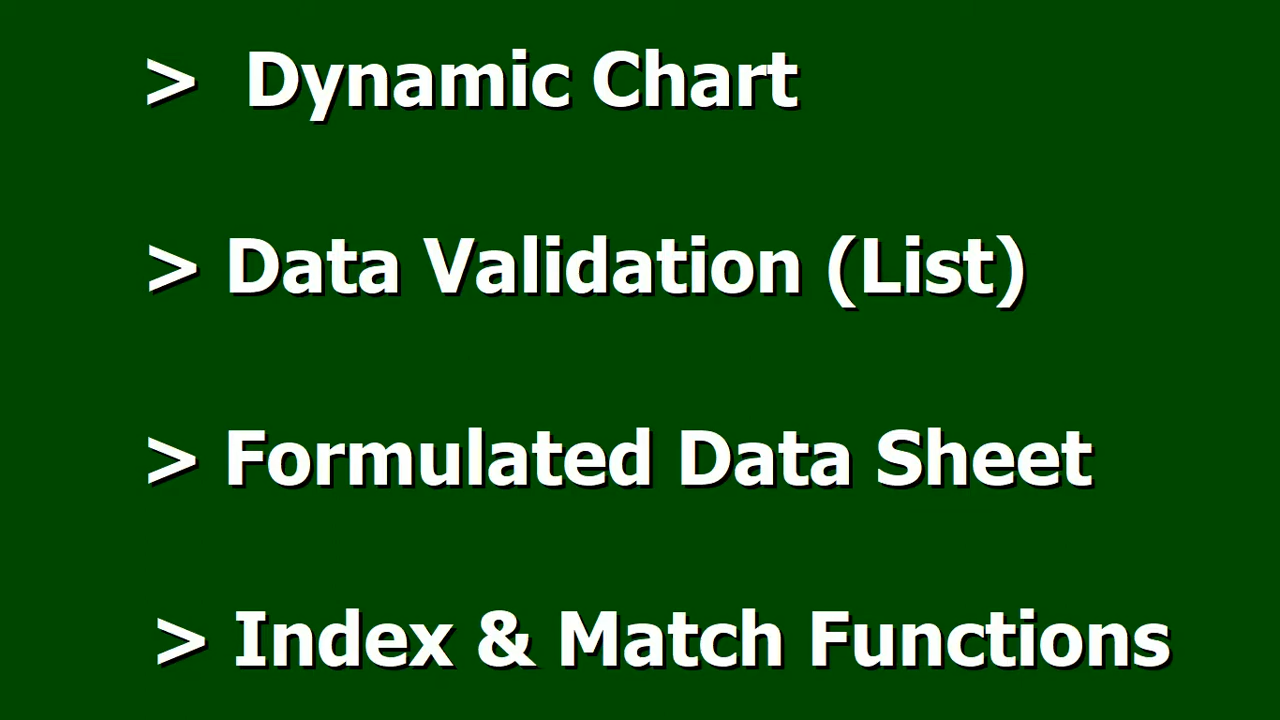 > Dynamic Chart
> Data Validation (List)
> Formulated Data Sheet
> Index & Match Functions